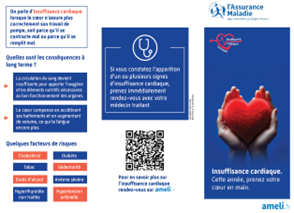 On parle d'insuffisance cardiaque
lorsque le cœur n'assure plus
correctement son travail de
pompe, soit parce qu'il se
contracte mal ou parce qu'il se
remplit mal.
Quelles sont les conséquences à
long terme ?
La circulation du sang devient
insuffisante pour apporter l'oxygène
et les éléments nutritifs nécessaires
au bon fonctionnement des organes
Le cœur compense en accélérant
ses battements et en augmentant
de volume, ce qui le fatigue
encore plus.
Quelques facteurs de risques
Cholestérol
Diabète
Tabac
Sédentarité
Excès d'alcool
Apnée sévère
Hyperthyroïdie
non traitée
Hypertension
artérielle
Si vous constatez l'apparition
d'un ou plusieurs signes
d'insuffisance cardiaque,
prenez immédiatement
rendez-vous avec votre
médecin traitant
Pour en savoir plus sur
l'insuffisance cardiaque
rendez-vous sur ameli
l'Assurance
Maladie
Insuffisance cardiaque.
Cette année, prenez votre
cœur en main.
ameli.fr